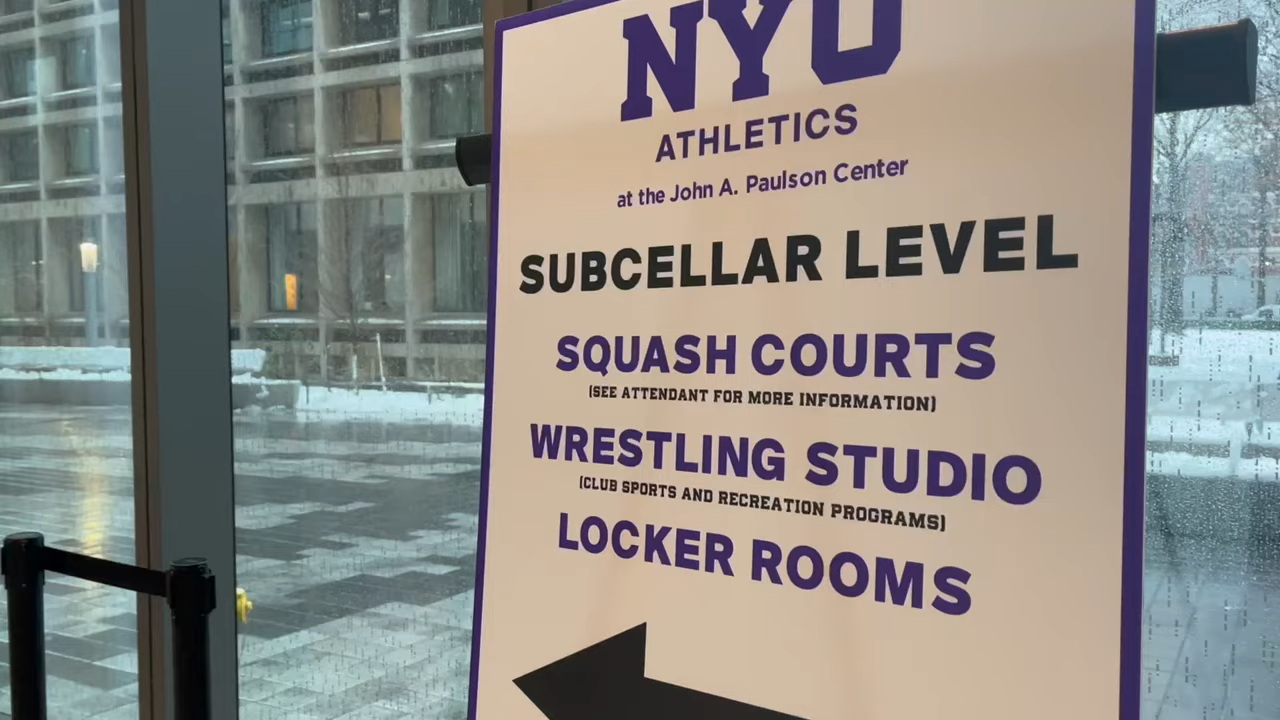 NYU
ATHLETICS
at the John A. Paulson Center
SUBCELLAR LEVEL
SQUASH COURTS
(SEE ATTENDANT FOR MORE INFORMATION)
WRESTLING STUDIO
(CLUB SPORTS AND RECREATION PROGRAMS)
LOCKER ROOMS